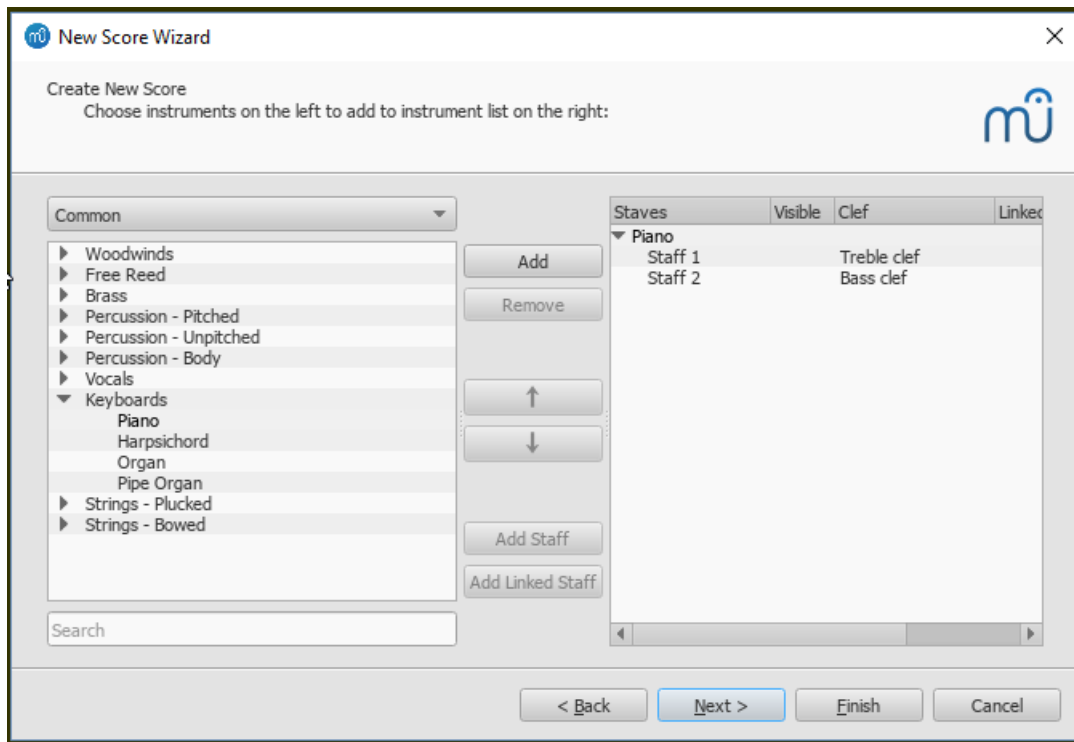 New Score Wizard
Create New Score
Choose instruments on the left to add to instrument list on the right:
Common
Woodwinds
Free Reed
Brass
Percussion - Pitched
Percussion - Unpitched
Percussion - Body
Vocals
Keyboards
Piano
Harpsichord
Organ
Pipe Organ
Strings - Plucked
Strings - Bowed
Search
Add
Remove
Add Staff
Add Linked Staff
Staves Visible Clef Linked
Piano
Staff 1 Treble clef
Staff 2 Bass clef
< Back Next > Finish Cancel